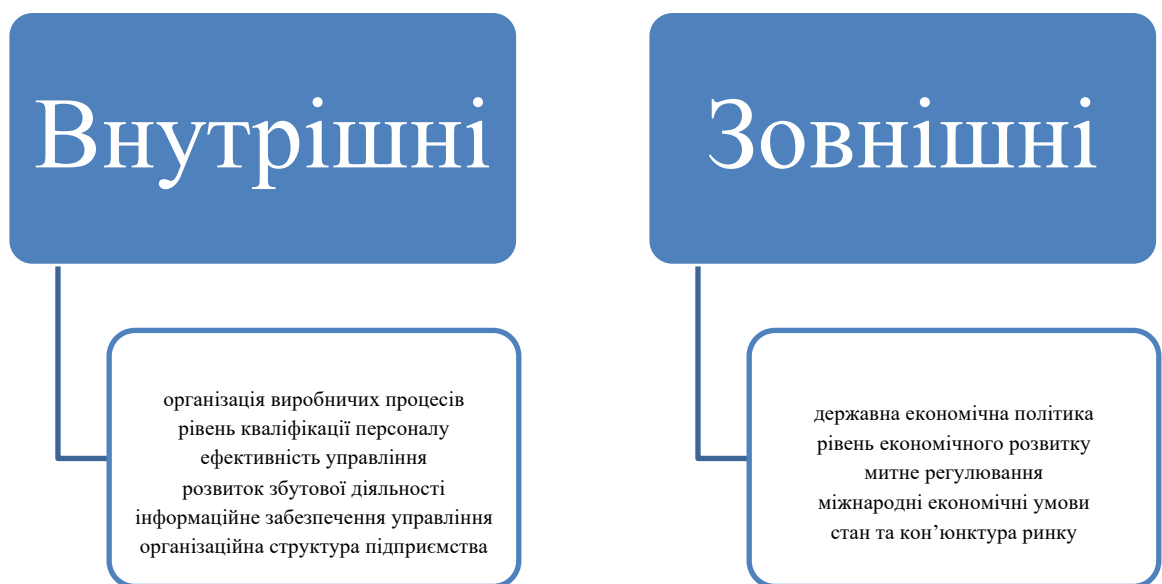 Внутрішні
організація виробничих процесів
рівень кваліфікації персоналу
ефективність управління
розвиток збутової діяльності
інформаційне забезпечення управління
організаційна структура підприємства
Зовнішні
державна економічна політика
рівень економічного розвитку
митне регулювання
міжнародні економічні умови
стан та кон’юнктура ринку